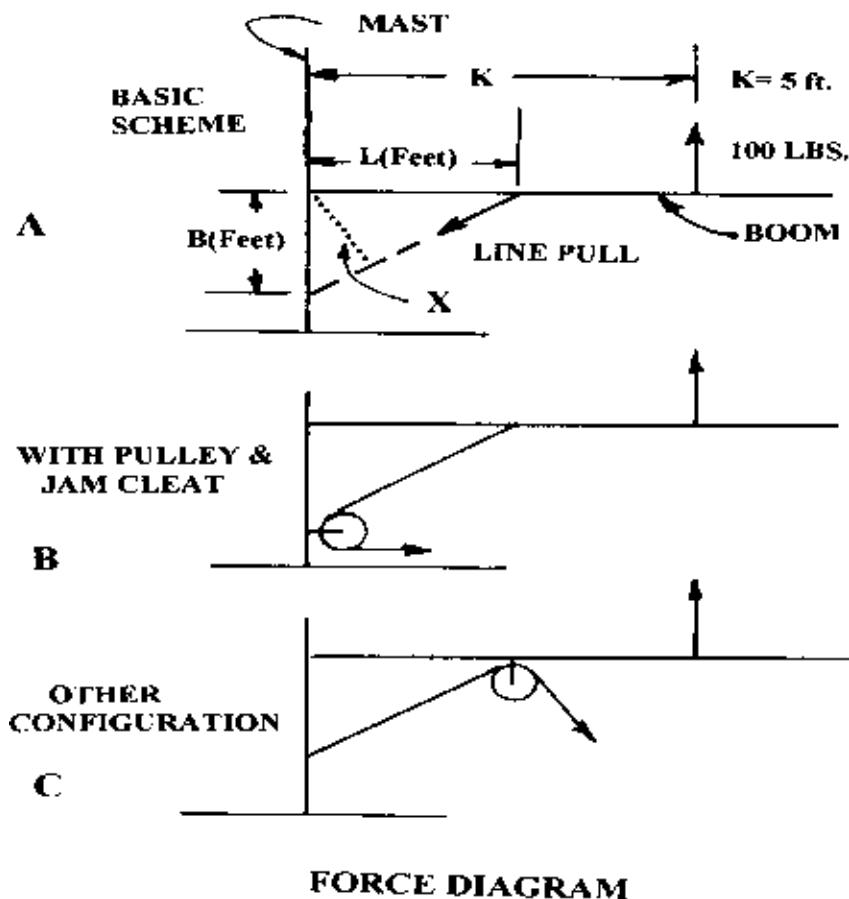 MAST
K
K= 5 ft.
BASIC
SCHEME
L(Feet)
100 LBS.
A
B(Feet)
LINE PULL
BOOM
X
WITH PULLEY &
JAM CLEAT
B
OTHER
CONFIGURATION
C
FORCE DIAGRAM